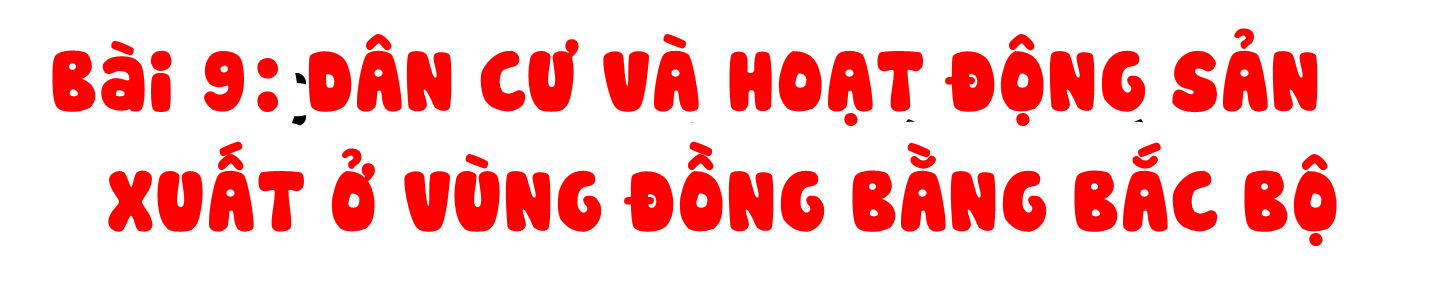 Bài 9: DÂN CƯ VÀ HOẠT ĐỘNG SẢN
XUẤT Ở VÙNG ĐỒNG BẰNG BẮC BỘ